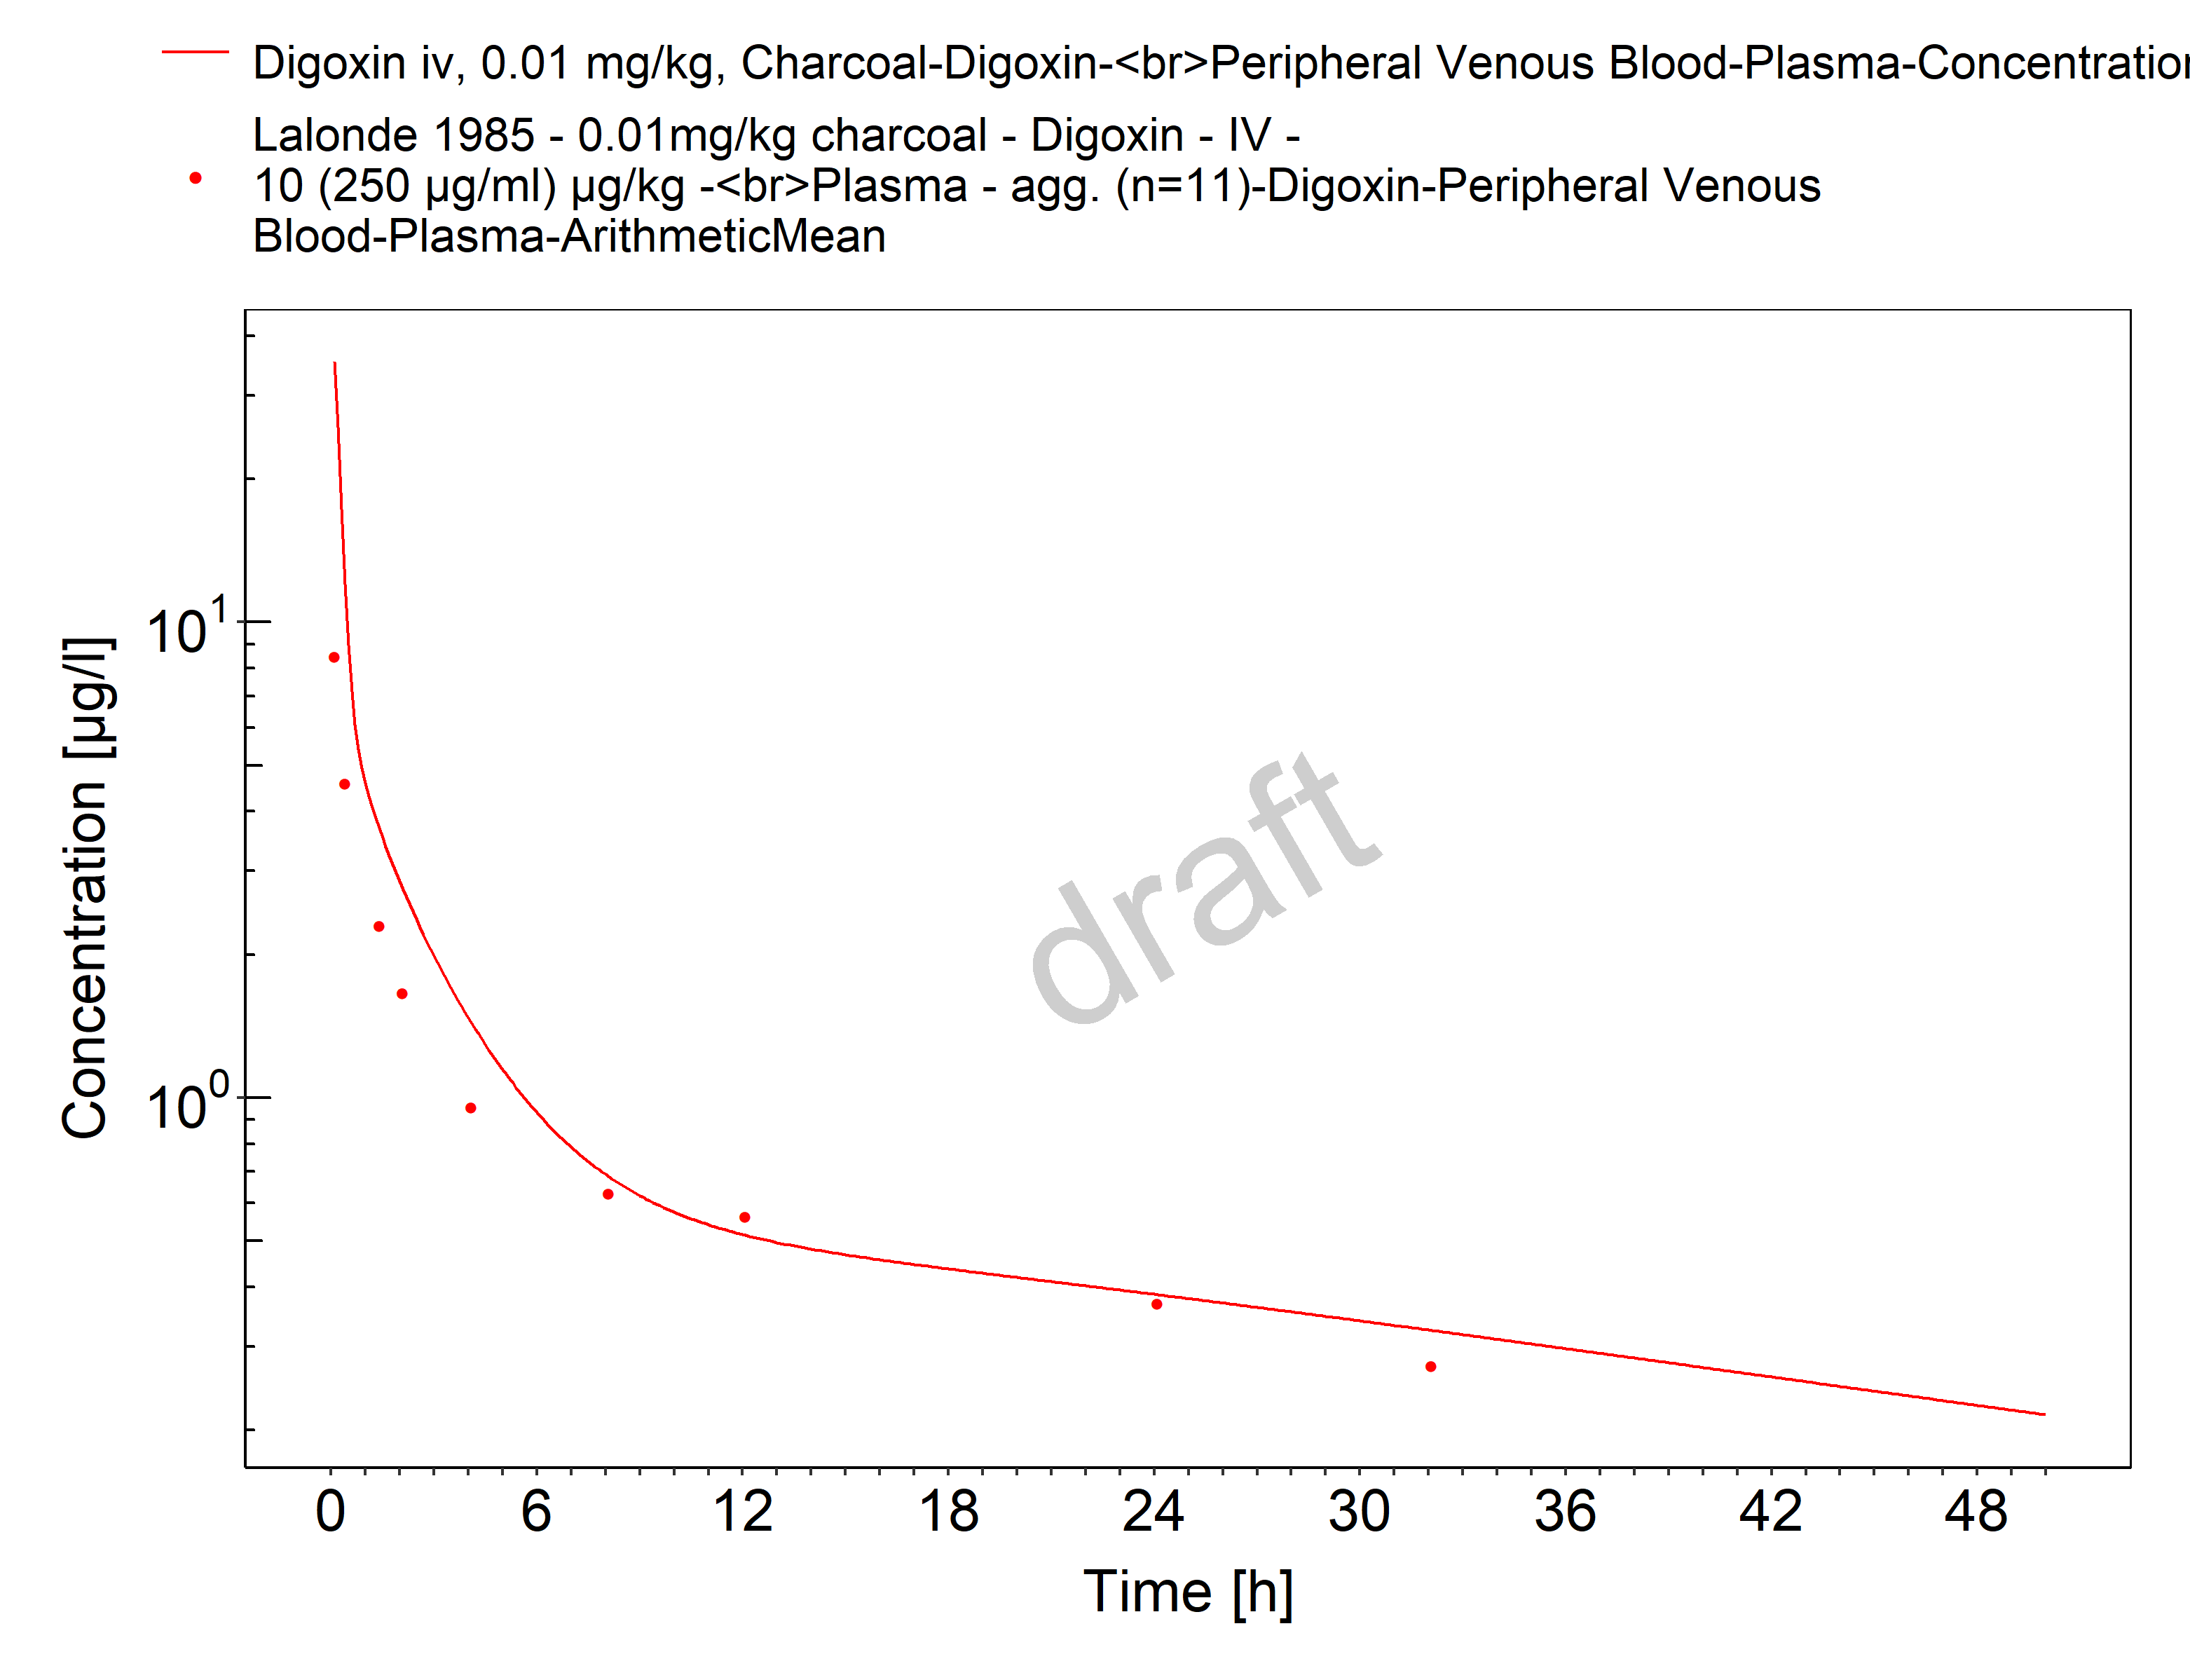 Digoxin iv, 0.01 mg/kg, Charcoal-Digoxin-<br>Peripheral Venous Blood-Plasma-Concentration
Lalonde 1985 - 0.01mg/kg charcoal - Digoxin - IV -
10 (250 µg/ml) µg/kg -<br>Plasma - agg. (n=11)-Digoxin-Peripheral Venous
Blood-Plasma-ArithmeticMean
10¹
10⁰
Concentration [µg/l]
draft
0 6 12 18 24 30 36 42 48
Time [h]